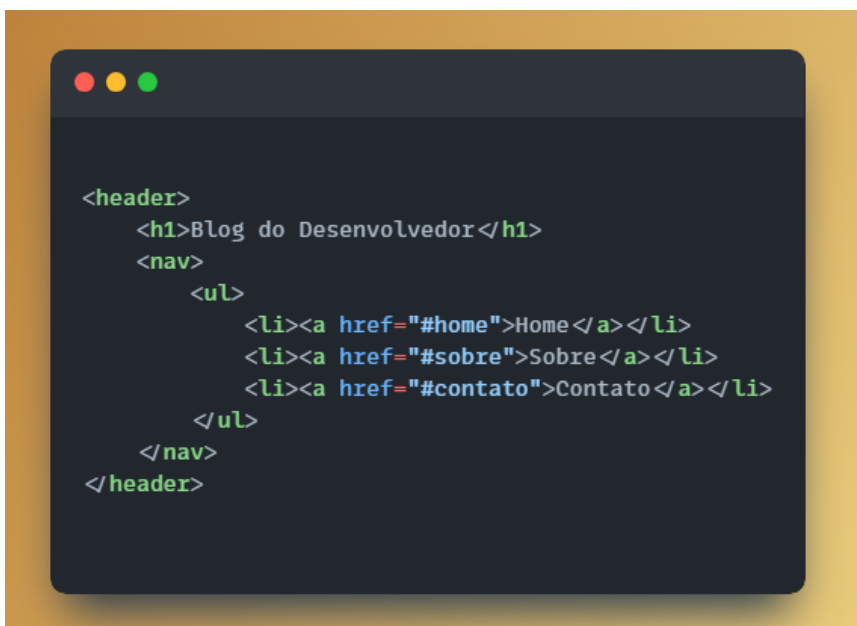 <header>
<h1>Blog do Desenvolvedor</h1>
<nav>
<ul>
<li><a href="#home">Home</a></li>
<li><a href="#sobre">Sobre</a></li>
<li><a href="#contato">Contato</a></li>
</ul>
</nav>
</header>